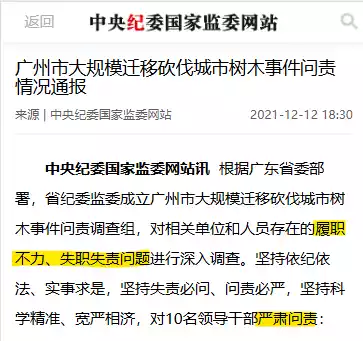 返回
中央纪委国家监委网站
广州市大规模迁移砍伐城市树木事件问责
情况通报
来源 | 中央纪委国家监委网站 2021-12-12 18:30
中央纪委国家监委网站讯 根据广东省委部
署，省纪委监委成立广州市大规模迁移砍伐城市树
木事件问责调查组，对相关单位和人员存在的履职
不力、失职失责问题进行深入调查。坚持依纪依
法、实事求是，坚持失责必问、问责必严，坚持科
学精准、宽严相济，对10名领导干部严肃问责：